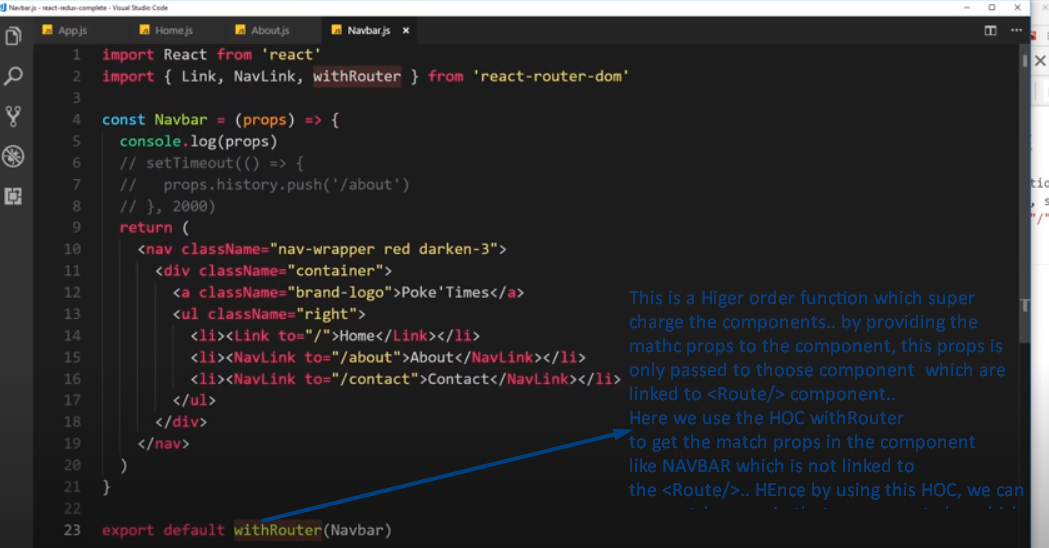 Navbar.js - react-redux-complete - Visual Studio Code
App.js Home.js About.js Navbar.js ×
1 import React from 'react'
2 import { Link, NavLink, withRouter } from 'react-router-dom'
3
4 const Navbar = (props) => {
5 console.log(props)
6 // setTimeout(() => {
7 // props.history.push('/about')
8 // }, 2000)
9 return (
10 <nav className="nav-wrapper red darken-3">
11 <div className="container">
12 <a className="brand-logo">Poke'Times</a>
13 <ul className="right">
14 <li><Link to="/">Home</Link></li>
15 <li><NavLink to="/about">About</NavLink></li>
16 <li><NavLink to="/contact">Contact</NavLink></li>
17 </ul>
18 </div>
19 </nav>
20 )
21 }
22
23 export default withRouter(Navbar)
This is a Higer order function which super
charge the components.. by providing the
mathc props to the component, this props is
only passed to thoose component which are
linked to <Route/> component..
Here we use the HOC withRouter
to get the match props in the component
like NAVBAR which is not linked to
the <Route/>.. HEnce by using this HOC, we can